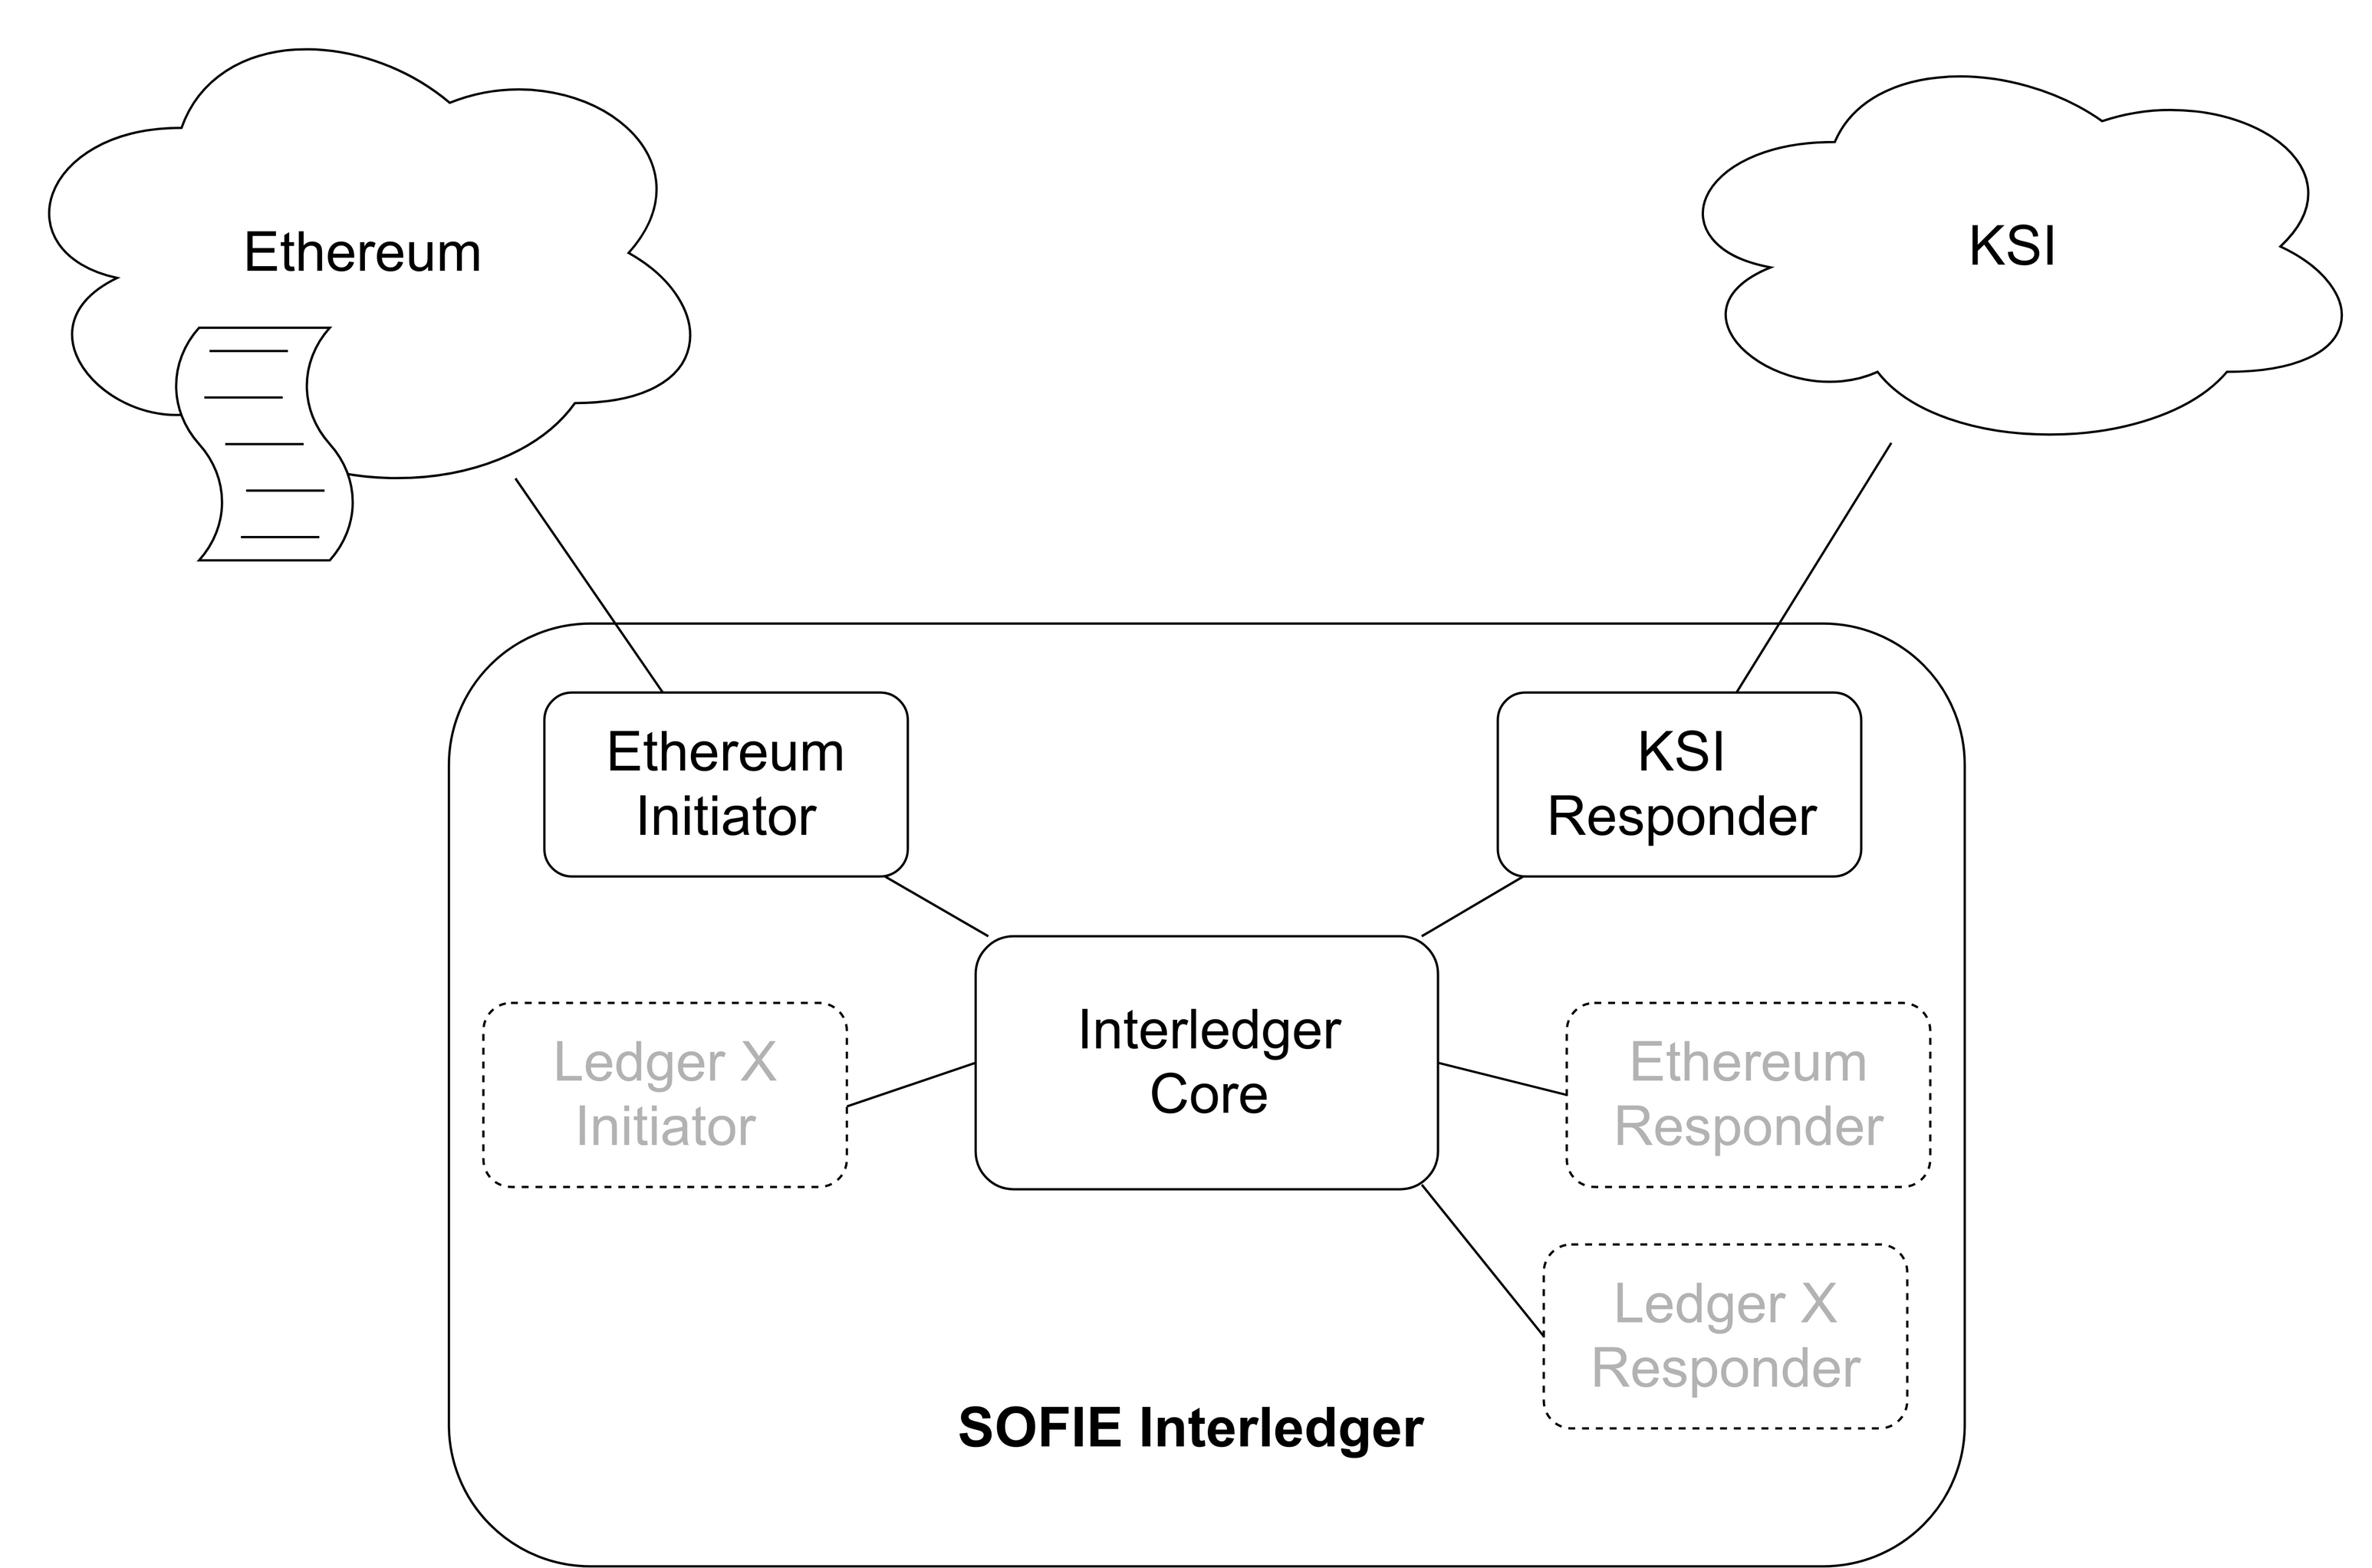 Ethereum
KSI
Ethereum
Initiator
KSI
Responder
Interledger
Core
Ledger X
Initiator
Ethereum
Responder
Ledger X
Responder
SOFIE Interledger